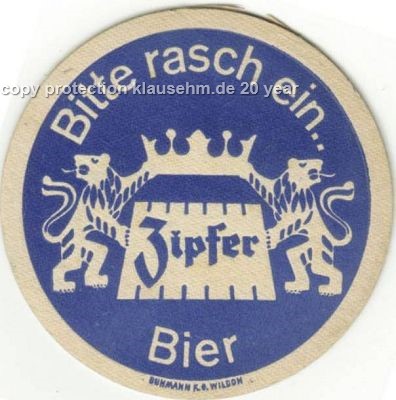 Bitte rasch ein..
copy protection klausehm.de 20 year
Zipfer
Bier
BUHMANN K.G. WILDON